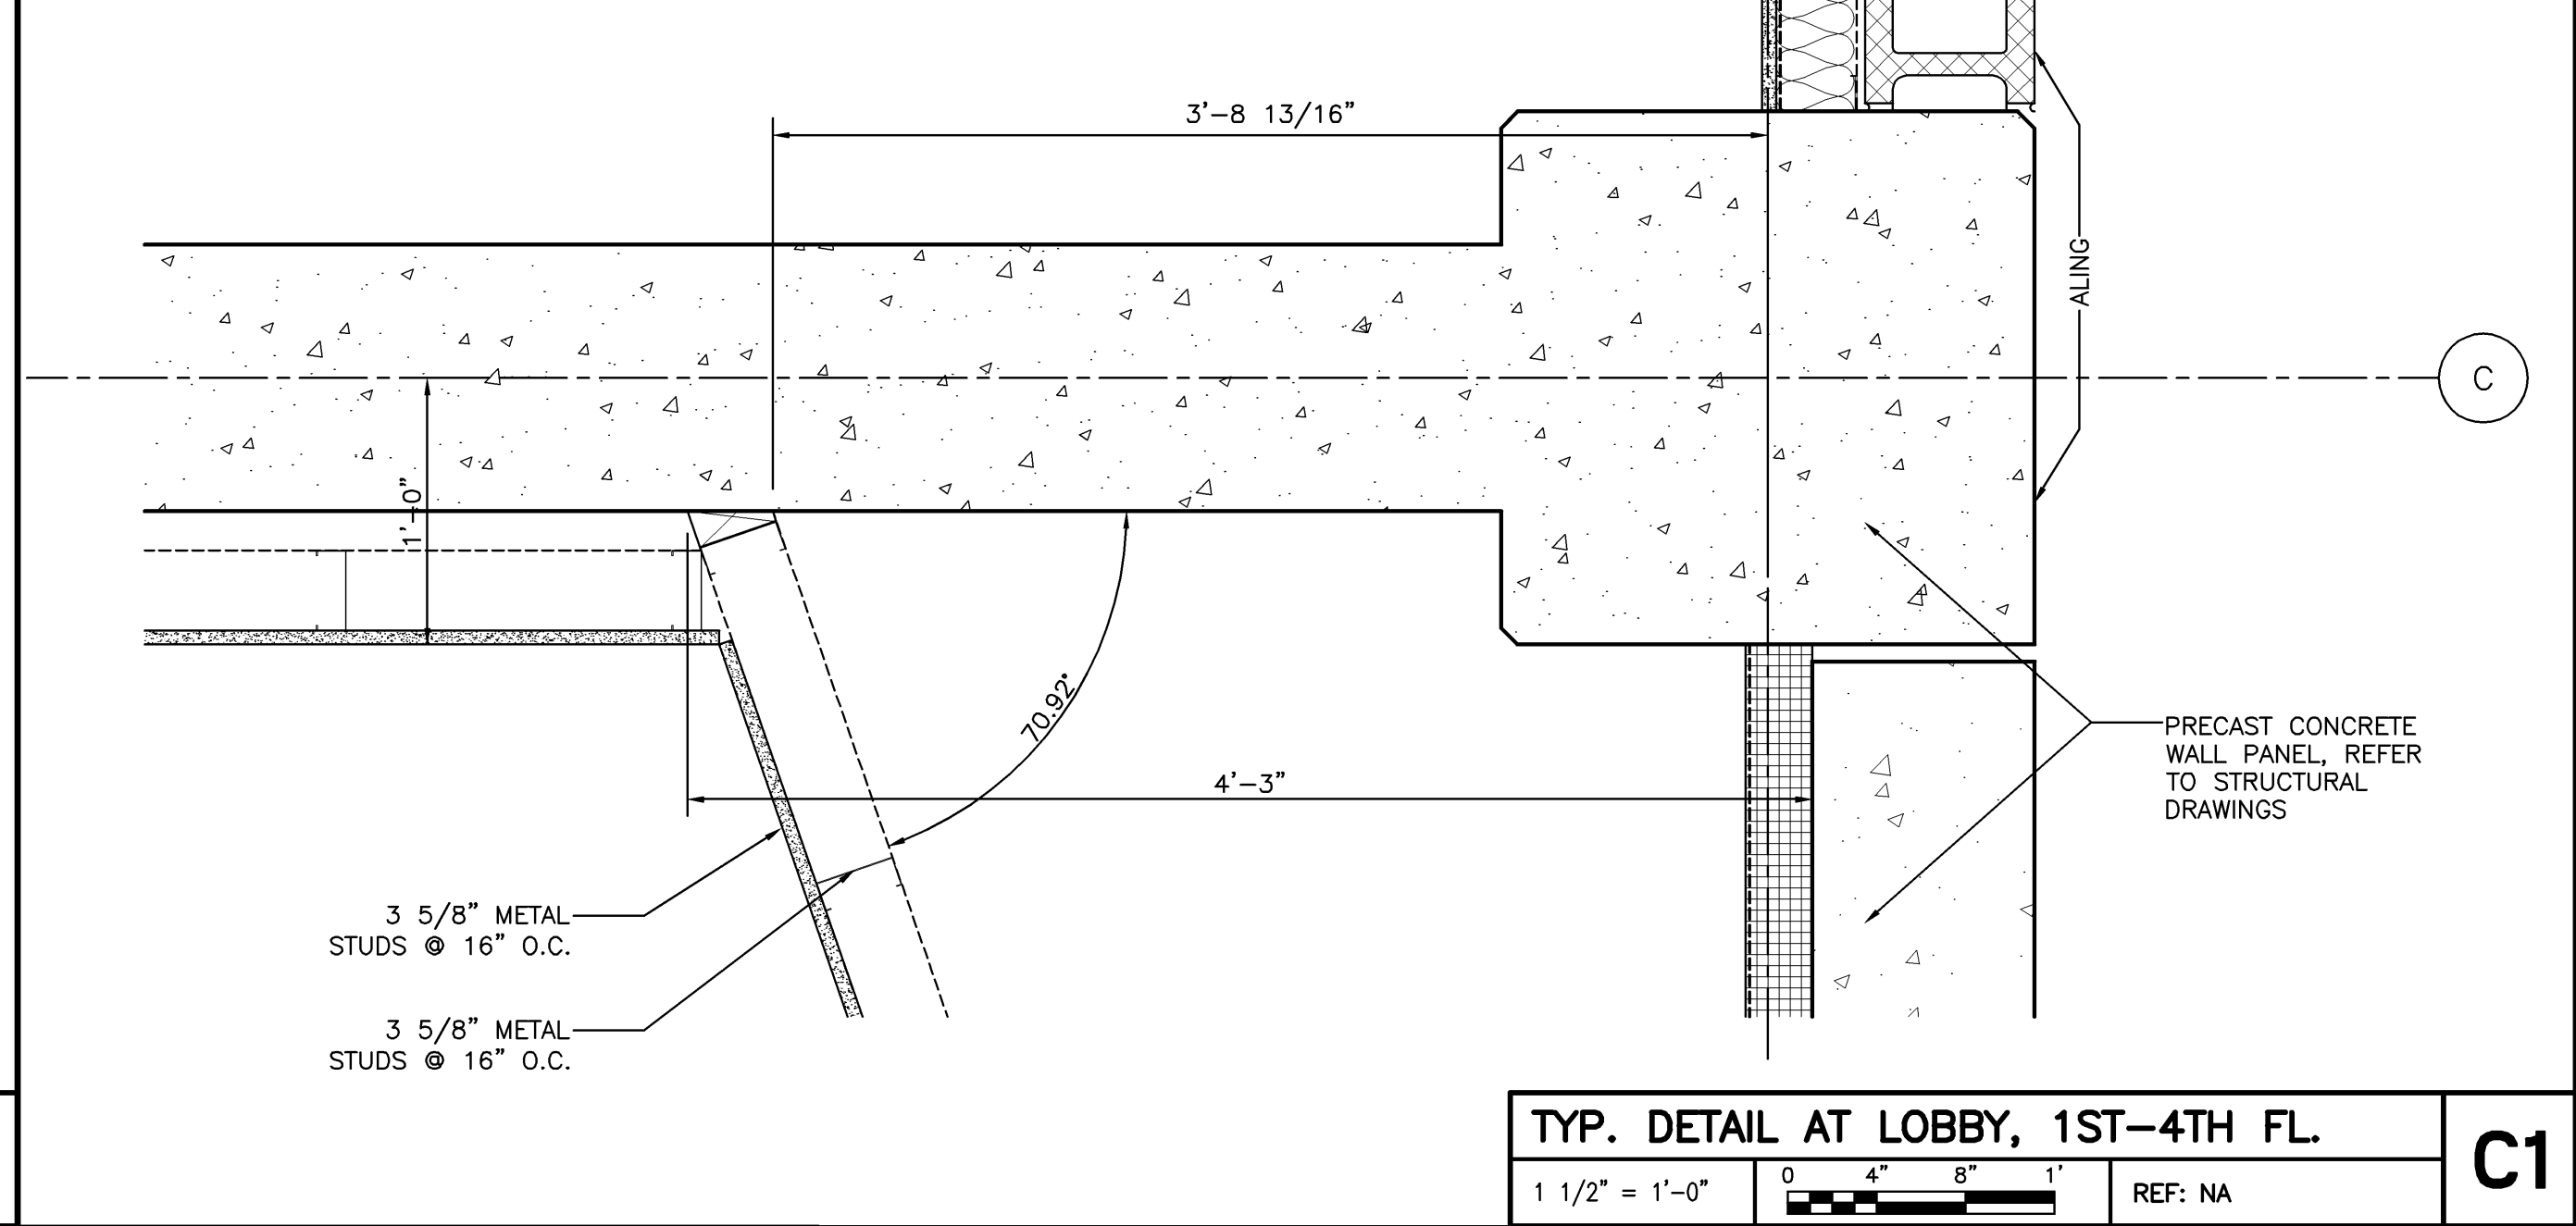 3'-8 13/16"
ALING
C
1'-0"
70.92°
4'-3"
PRECAST CONCRETE
WALL PANEL, REFER
TO STRUCTURAL
DRAWINGS
3 5/8" METAL
STUDS @ 16" O.C.
3 5/8" METAL
STUDS @ 16" O.C.
TYP. DETAIL AT LOBBY, 1ST-4TH FL.
C1
1 1/2" = 1'-0"
0 4" 8" 1'
REF: NA